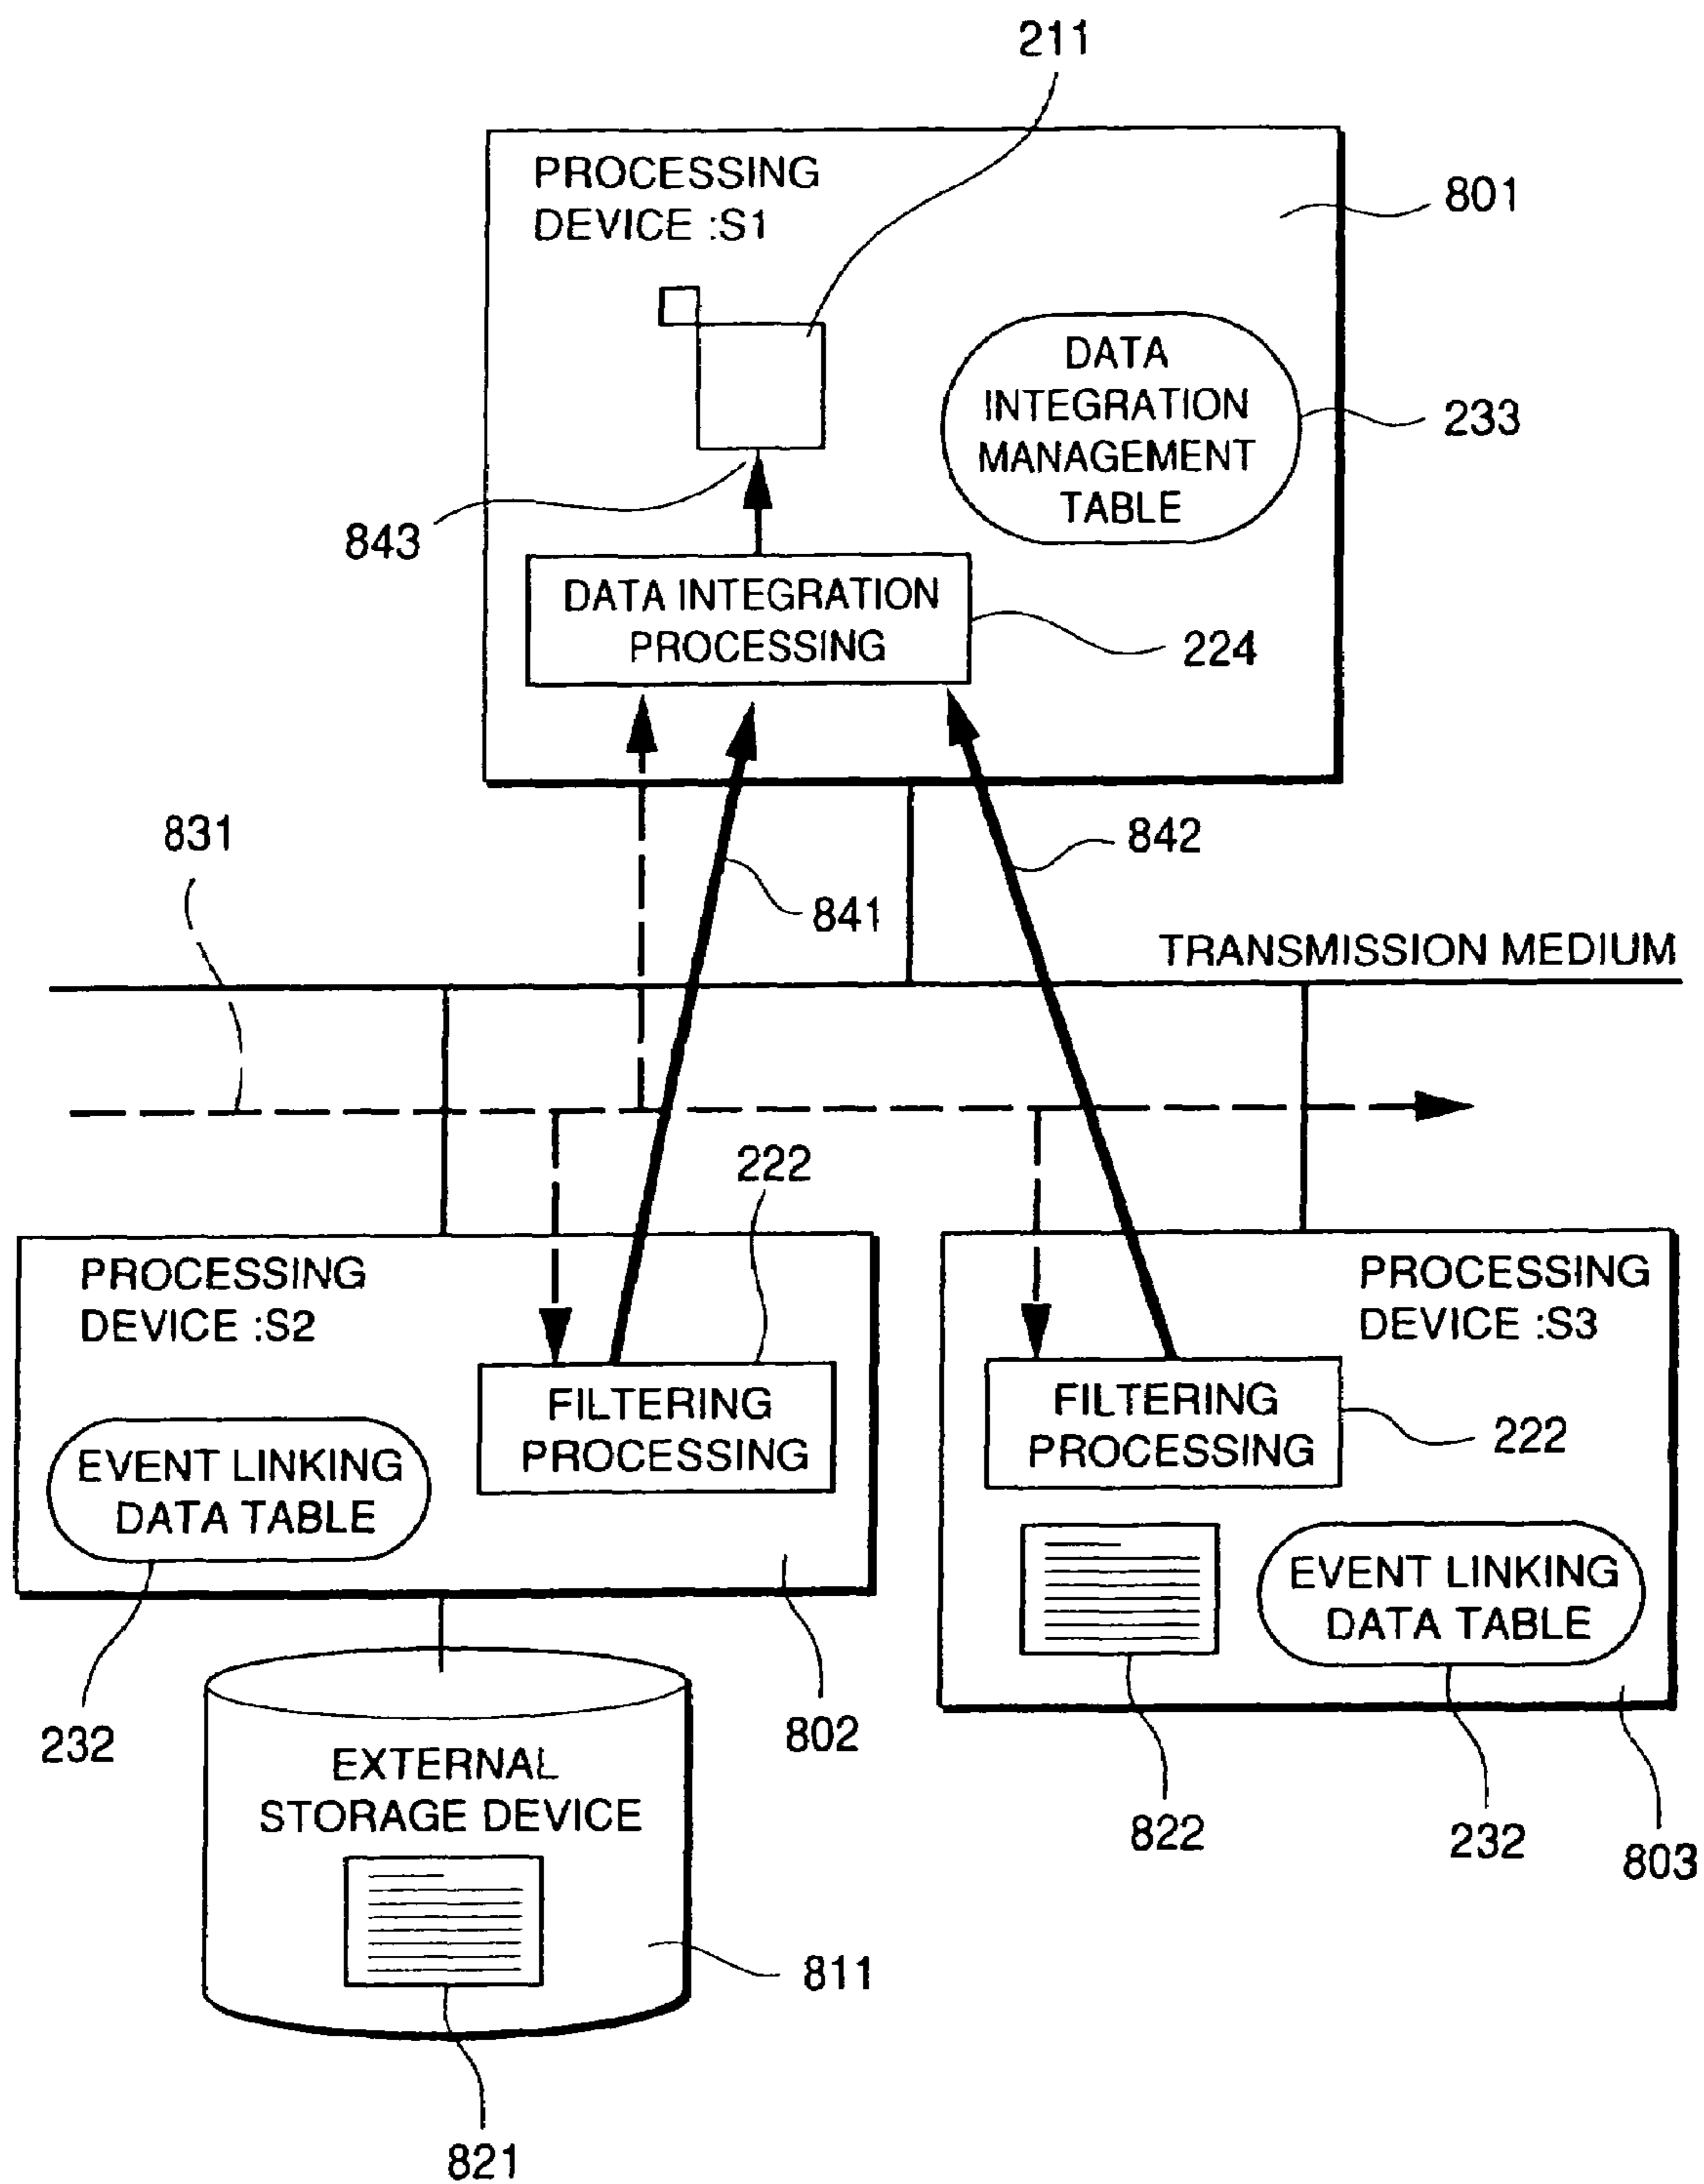 211
PROCESSING
DEVICE :S1
801
DATA
INTEGRATION
MANAGEMENT
TABLE
233
843
DATA INTEGRATION
PROCESSING
224
831
842
841
TRANSMISSION MEDIUM
222
PROCESSING
DEVICE :S2
FILTERING
PROCESSING
EVENT LINKING
DATA TABLE
PROCESSING
DEVICE :S3
FILTERING
PROCESSING
222
EVENT LINKING
DATA TABLE
232
802
EXTERNAL
STORAGE DEVICE
822
232
803
811
821